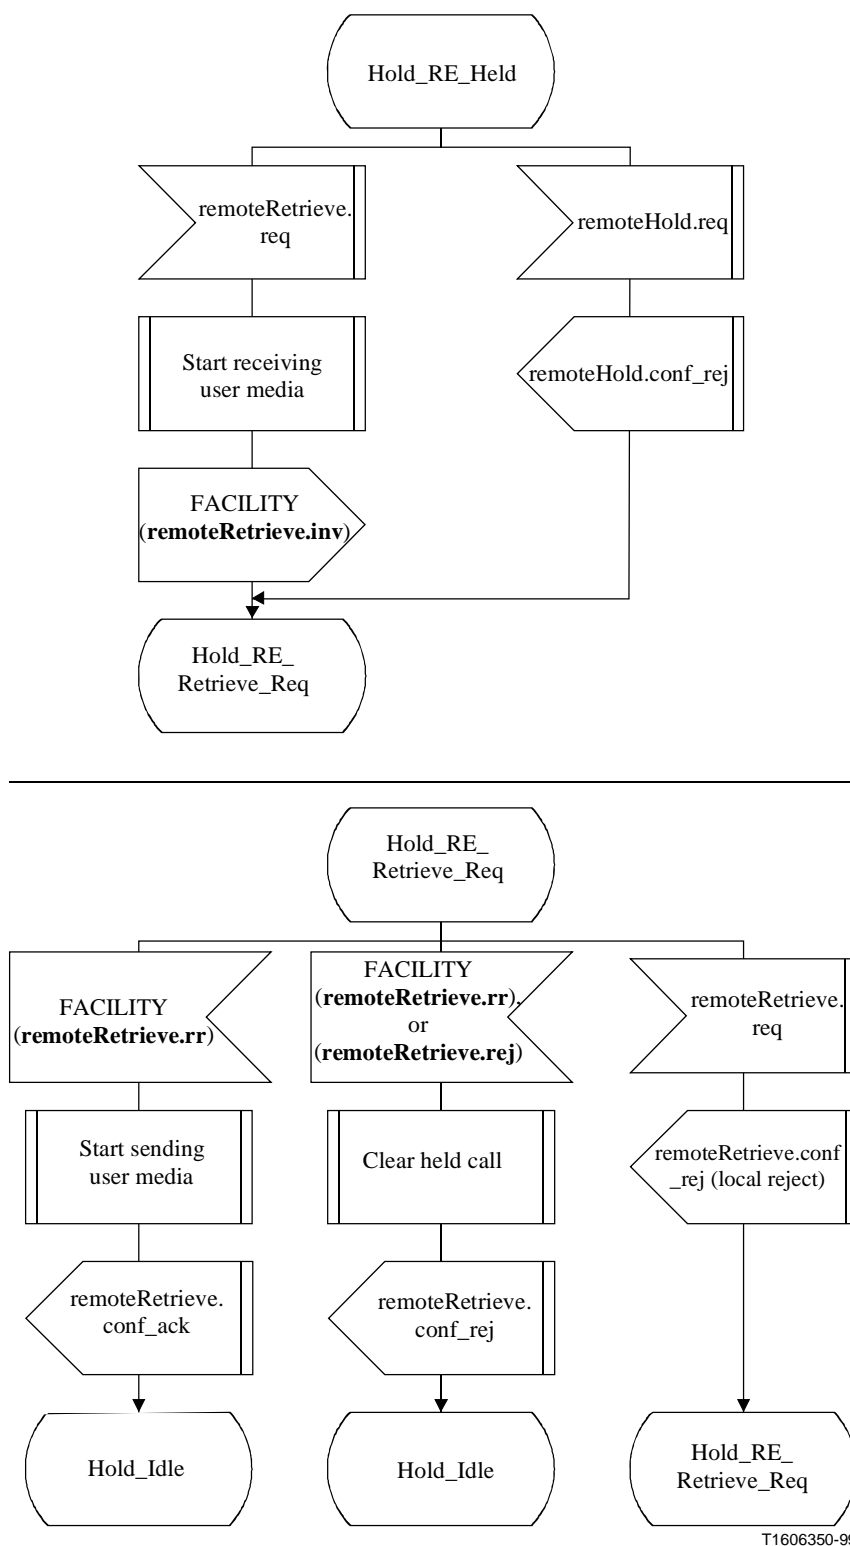 Hold_RE_Held
remoteRetrieve.
req
remoteHold.req
Start receiving
user media
remoteHold.conf_rej
FACILITY
(remoteRetrieve.inv)
Hold_RE_
Retrieve_Req
Hold_RE_
Retrieve_Req
FACILITY
(remoteRetrieve.rr)
FACILITY
(remoteRetrieve.rr),
or
(remoteRetrieve.rej)
remoteRetrieve.
req
Start sending
user media
Clear held call
remoteRetrieve.conf
_rej (local reject)
remoteRetrieve.
conf_ack
remoteRetrieve.
conf_rej
Hold_Idle
Hold_Idle
Hold_RE_
Retrieve_Req
T1606350-99